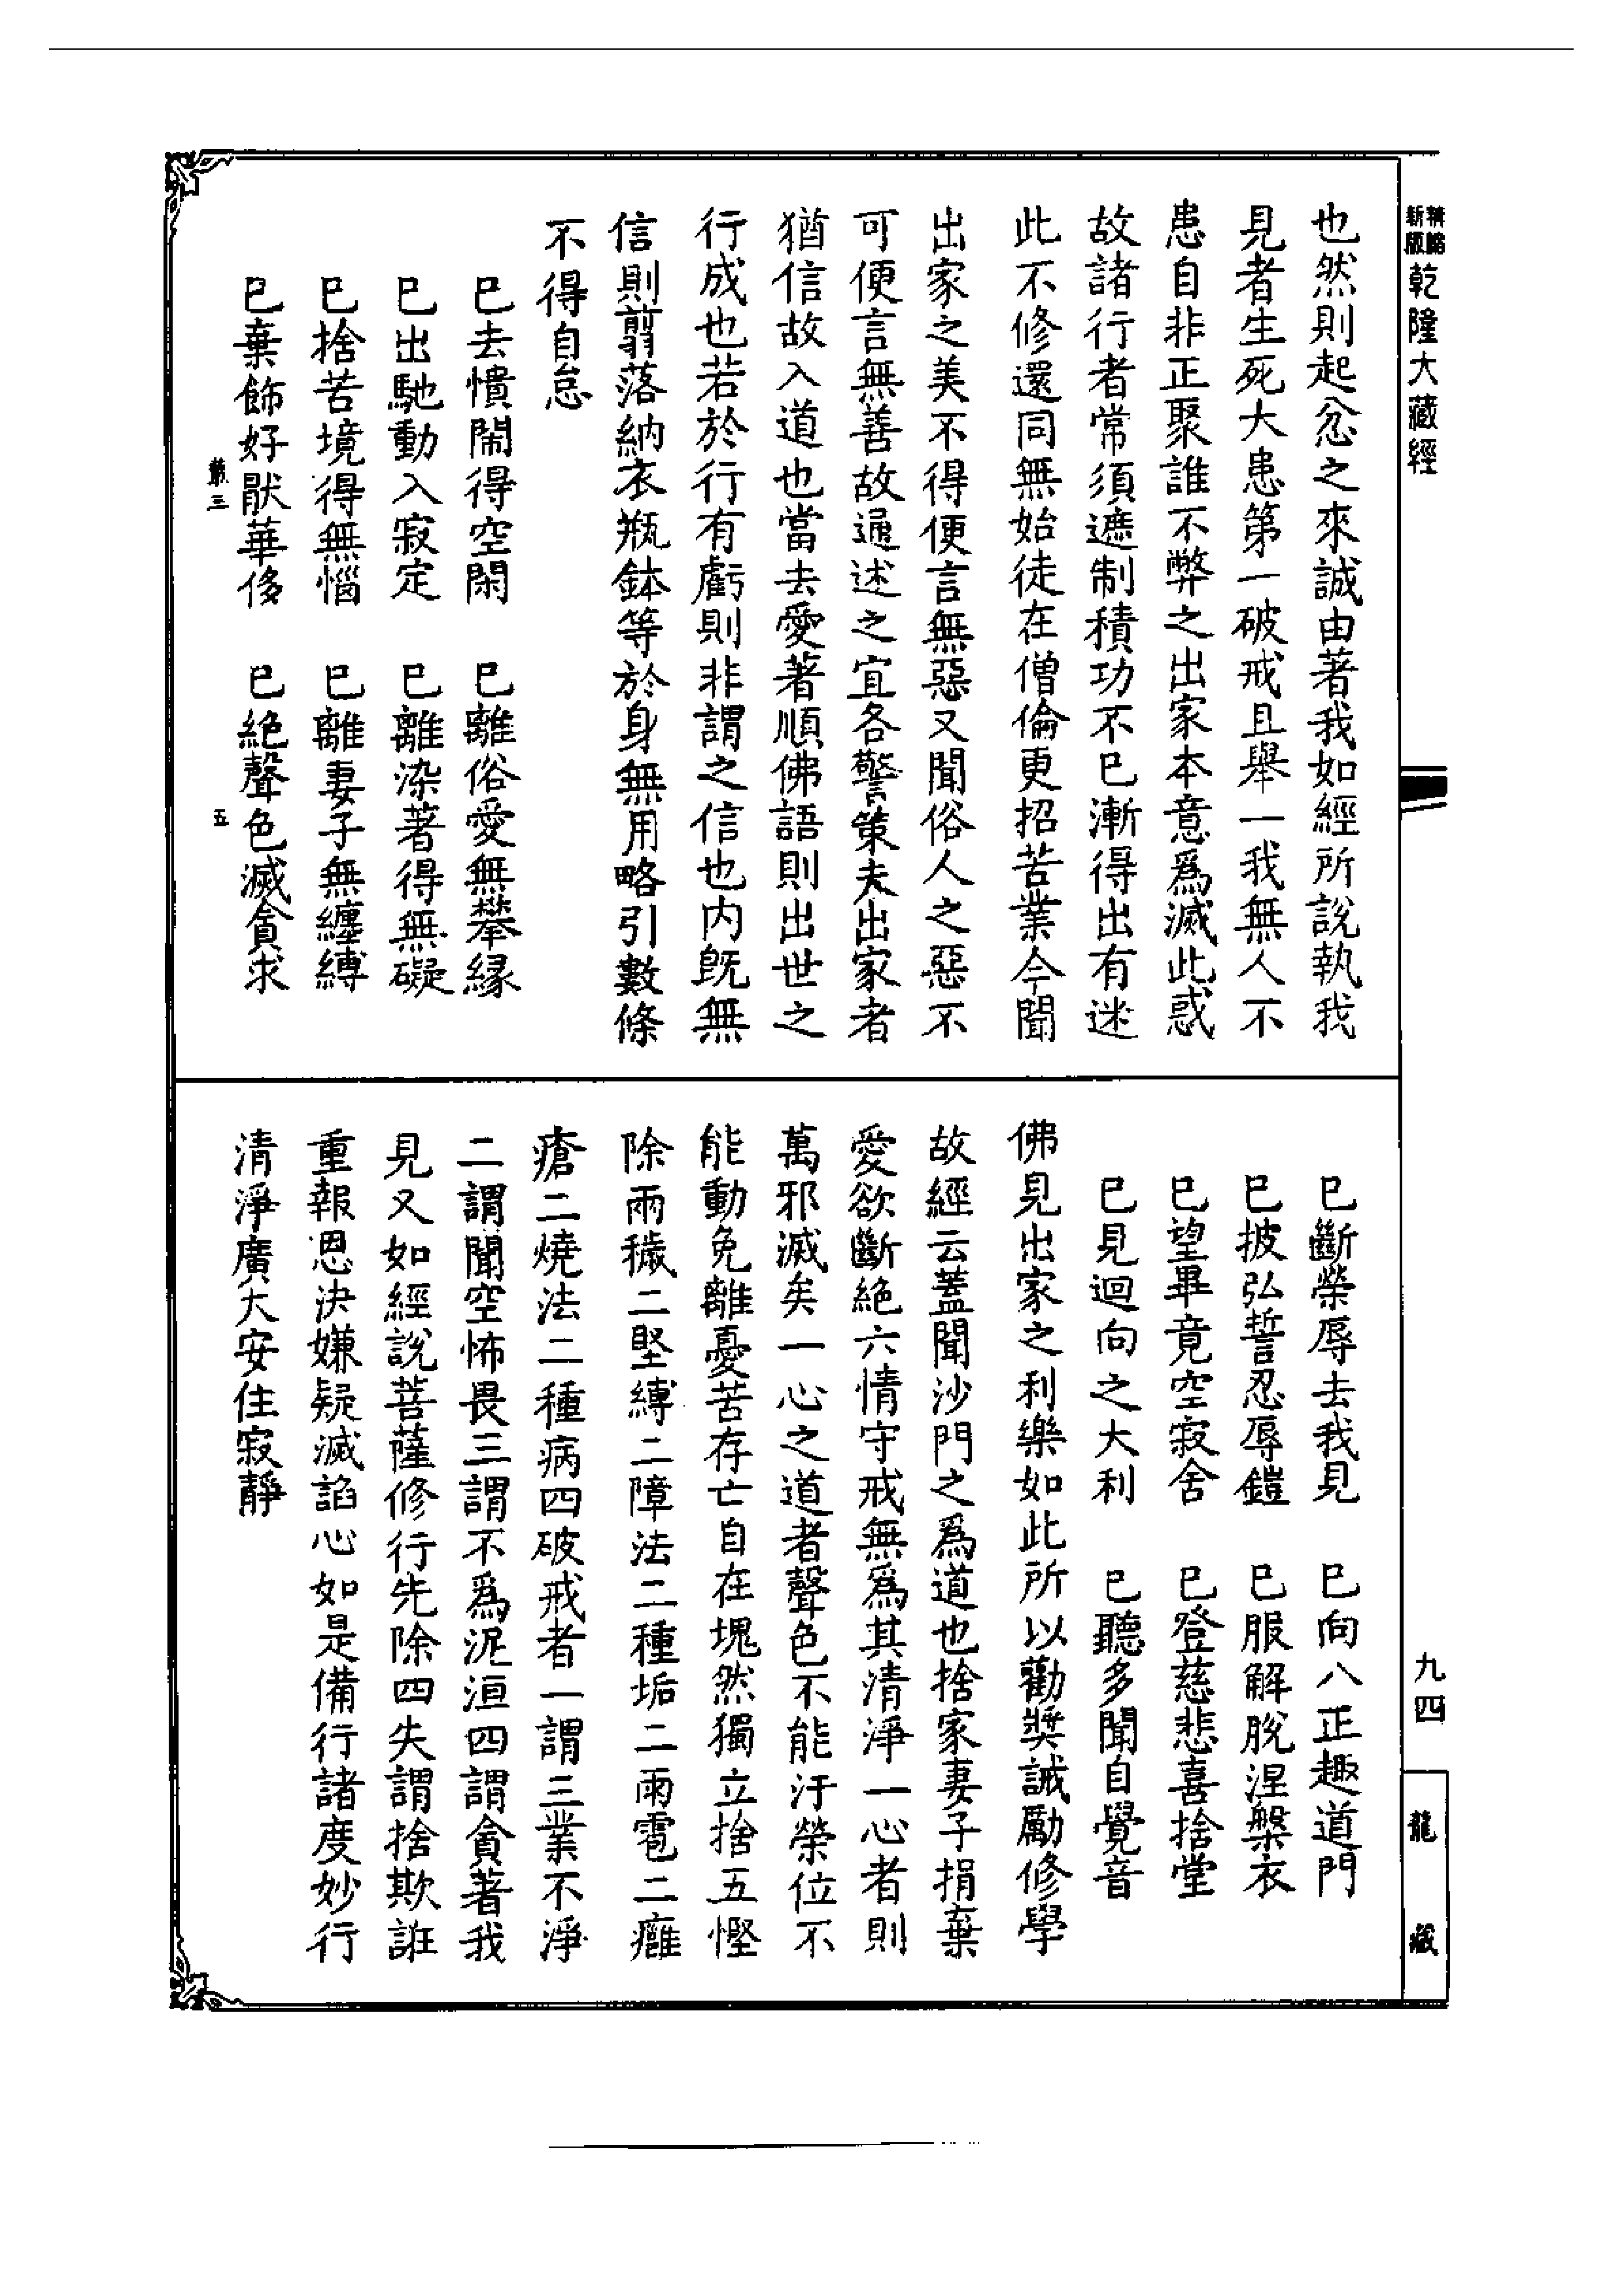 新版
精縮
乾隆大藏經
九四
龍藏
也然則起忿之來誠由著我如經所說執我
見者生死大患第一破戒且舉一我無人不
患自非正聚誰不弊之出家本意爲滅此惑
故諸行者常須遮制積功不已漸得出有迷
此不修還同無始徒在僧倫更招苦業今聞
出家之美不得便言無惡又聞俗人之惡不
可便言無善故通述之宜各警策夫出家者
猶信故入道也當去愛著順佛語則出世之
行成也若於行有虧則非謂之信也内旣無
信則翦落納衣瓶鉢等於身無用略引數條
不得自怠
已去憒閙得空閑　已離俗愛無攀緣
已出馳動入寂定　已離染著得無礙
已捨苦境得無惱　已離妻子無纏縛
已棄飾好猒華侈　已絕聲色滅貪求
三
五
已斷榮辱去我見　已向八正趣道門
已披弘誓忍辱鎧　已服解脫涅槃衣
已望畢竟空寂舍　已登慈悲喜捨堂
已見迴向之大利　已聽多聞自覺音
佛見出家之利樂如此所以勸奬誡勵修學
故經云蓋聞沙門之爲道也捨家妻子捐棄
愛欲斷絕六情守戒無爲其清淨一心者則
萬邪滅矣一心之道者聲色不能汙榮位不
能動免離憂苦存亡自在塊然獨立捨五慳
除兩穢二堅縛二障法二種垢二雨雹二癰
瘡二燒法二種病四破戒者一謂三業不淨
二謂聞空怖畏三謂不爲泥洹四謂貪著我
見又如經說菩薩修行先除四失謂捨欺誑
重報恩決嫌疑滅諂心如是備行諸度妙行
清淨廣大安住寂靜